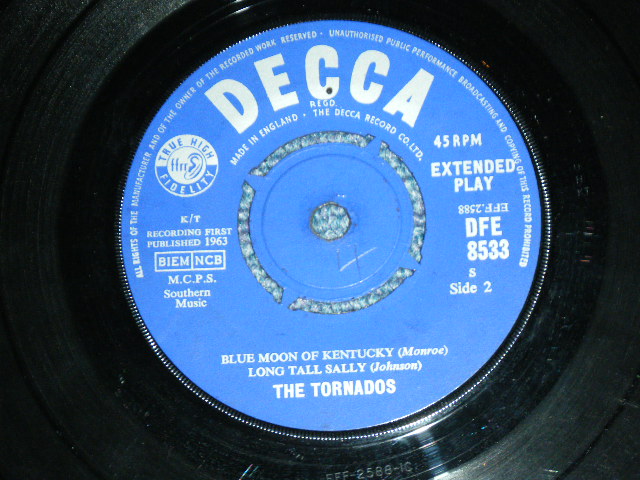 ALL RIGHTS OF THE MANUFACTURER AND OF THE OWNER OF THE RECORDED WORK RESERVED · UNAUTHORISED PUBLIC PERFORMANCE BROADCASTING AND COPYING OF THIS RECORD PROHIBITED
DECCA
REGD.
MADE IN ENGLAND · THE DECCA RECORD CO. LTD.
TRUE HIGH
ffrr
FIDELITY
45 RPM
EXTENDED
PLAY
EFF.2588
DFE
8533
S
Side 2
K/T
RECORDING FIRST
PUBLISHED 1963
BIEM NCB
M.C.P.S.
Southern
Music
BLUE MOON OF KENTUCKY (Monroe)
LONG TALL SALLY (Johnson)
THE TORNADOS
EFF-2588-1G